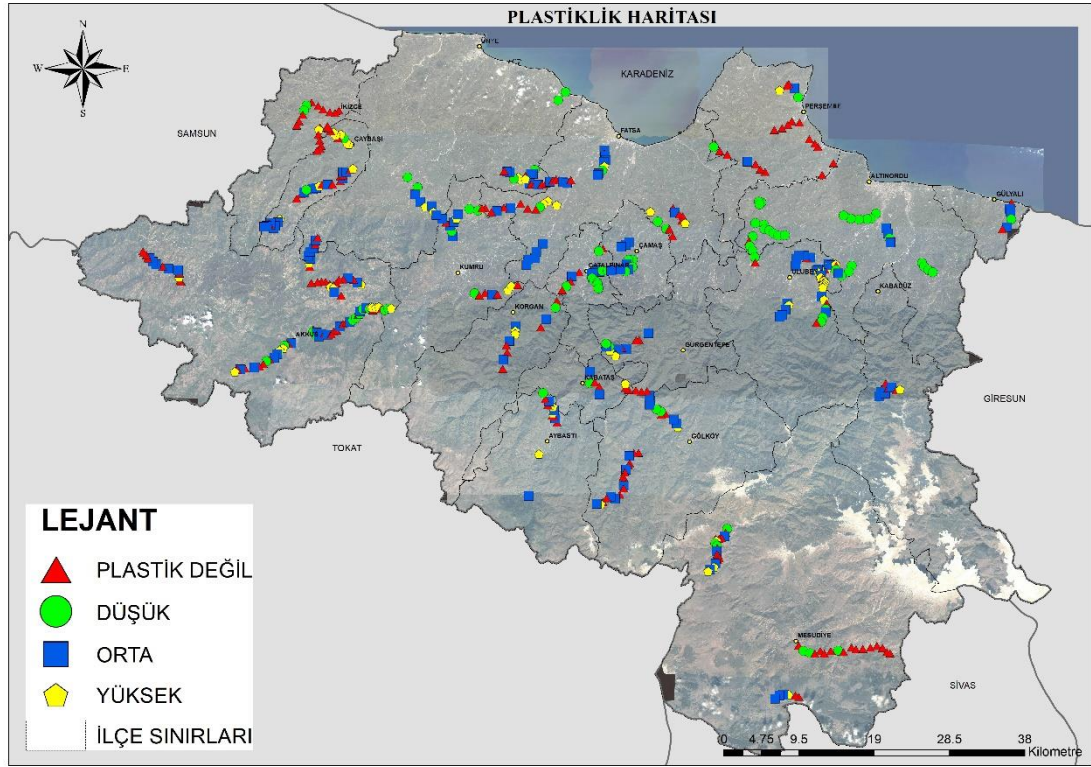 PLASTİKLİK HARİTASI
N
W E
S
ÜNYE
KARADENİZ
İKİZCE
PERŞEMBE
SAMSUN
ÇAYBAŞI
FATSA
ALTINORDU
GÜLYALI
ÇAMAŞ
KUMRU
ÇATALPINAR
ULUBEY
KABADÜZ
KORGAN
AKKUŞ
GÜRGENTEPE
KABATAŞ
GİRESUN
TOKAT
AYBASTI
GÖLKÖY
LEJANT
PLASTİK DEĞİL
DÜŞÜK
ORTA
YÜKSEK
İLÇE SINIRLARI
MESUDİYE
SİVAS
0 4.75 9.5 19 28.5 38
Kilometre